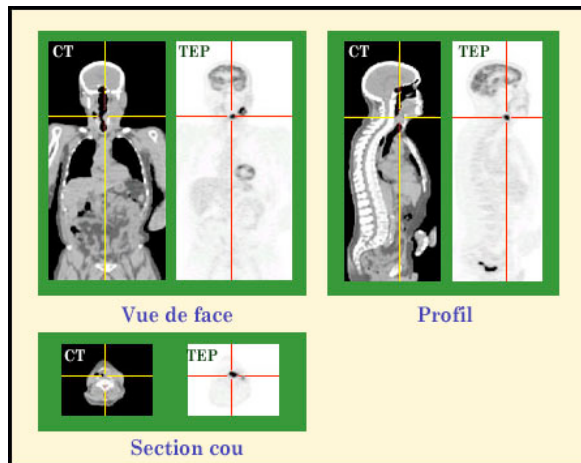 CT
TEP
CT
TEP
Vue de face
Profil
CT
TEP
Section cou